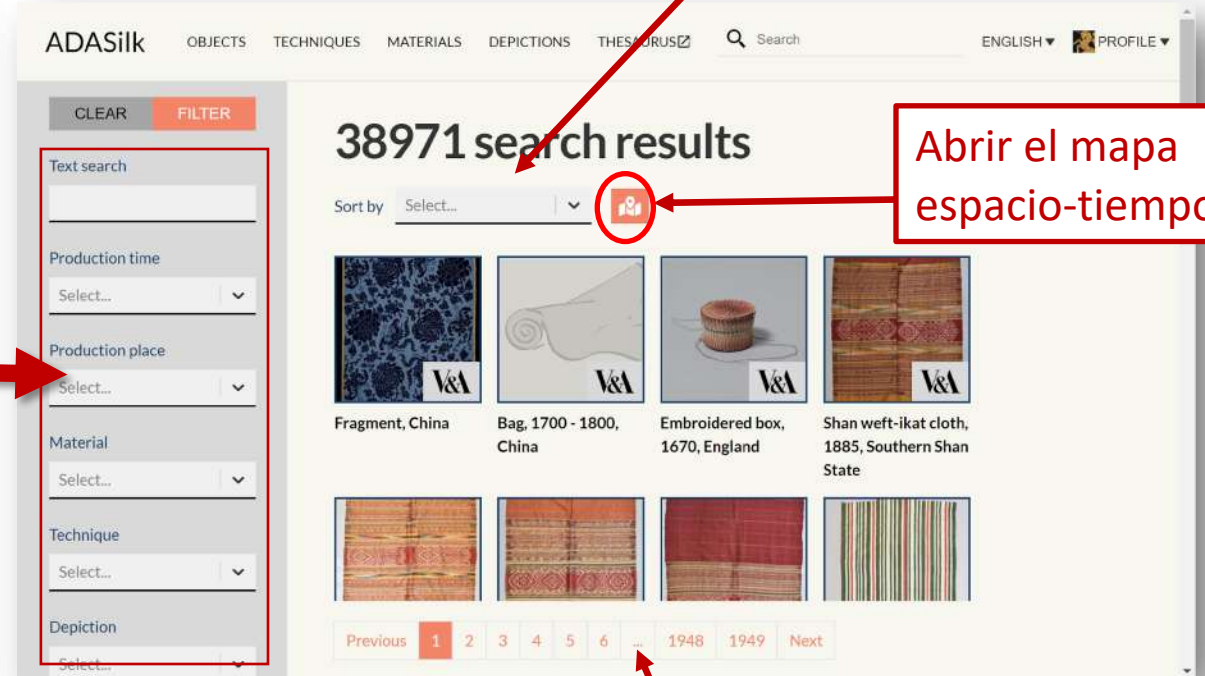 ADASilk OBJECTS TECHNIQUES MATERIALS DEPICTIONS THESAURUS Search ENGLISH PROFILE
CLEAR FILTER
38971 search results
Abrir el mapa
espacio-tiempo
Text search
Sort by Select...
Production time
Select...
Production place
Select...
V&A V&A V&A V&A
Fragment, China
Bag, 1700 - 1800,
China
Embroidered box,
1670, England
Shan weft-ikat cloth,
1885, Southern Shan
State
Material
Select...
Technique
Select...
Depiction
Select...
Previous 1 2 3 4 5 6 ... 1948 1949 Next